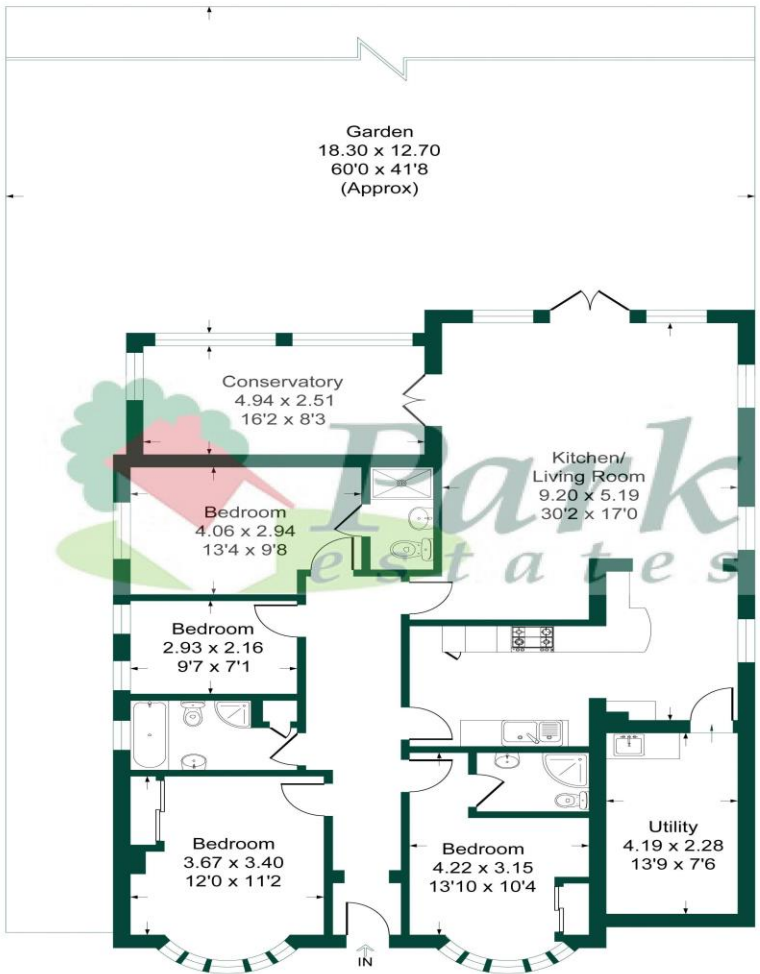 Garden
18.30 x 12.70
60'0 x 41'8
(Approx)
Conservatory
4.94 x 2.51
16'2 x 8'3
Park
estates
Kitchen/
Living Room
9.20 x 5.19
30'2 x 17'0
Bedroom
4.06 x 2.94
13'4 x 9'8
Bedroom
2.93 x 2.16
9'7 x 7'1
Bedroom
3.67 x 3.40
12'0 x 11'2
Bedroom
4.22 x 3.15
13'10 x 10'4
Utility
4.19 x 2.28
13'9 x 7'6
IN